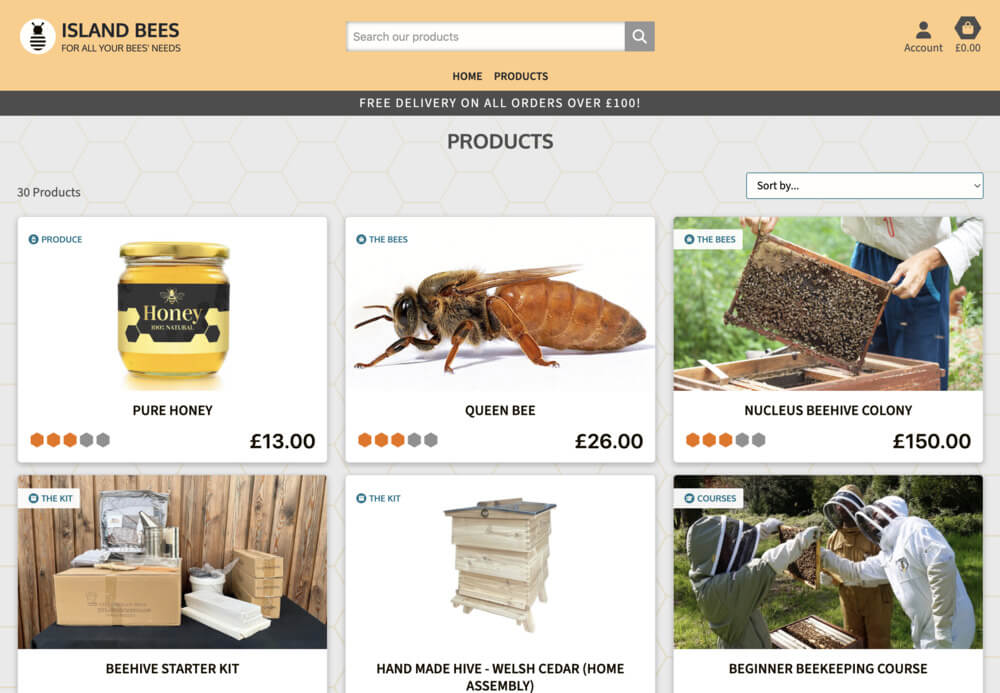 ISLAND BEES
FOR ALL YOUR BEES' NEEDS
Search our products
Account
£0.00
HOME PRODUCTS
FREE DELIVERY ON ALL ORDERS OVER £100!
PRODUCTS
30 Products
Sort by...
PRODUCE
Honey
100% NATURAL
PURE HONEY
£13.00
THE BEES
QUEEN BEE
£26.00
THE BEES
NUCLEUS BEEHIVE COLONY
£150.00
THE KIT
BEEHIVE STARTER KIT
THE KIT
HAND MADE HIVE - WELSH CEDAR (HOME
ASSEMBLY)
COURSES
BEGINNER BEEKEEPING COURSE